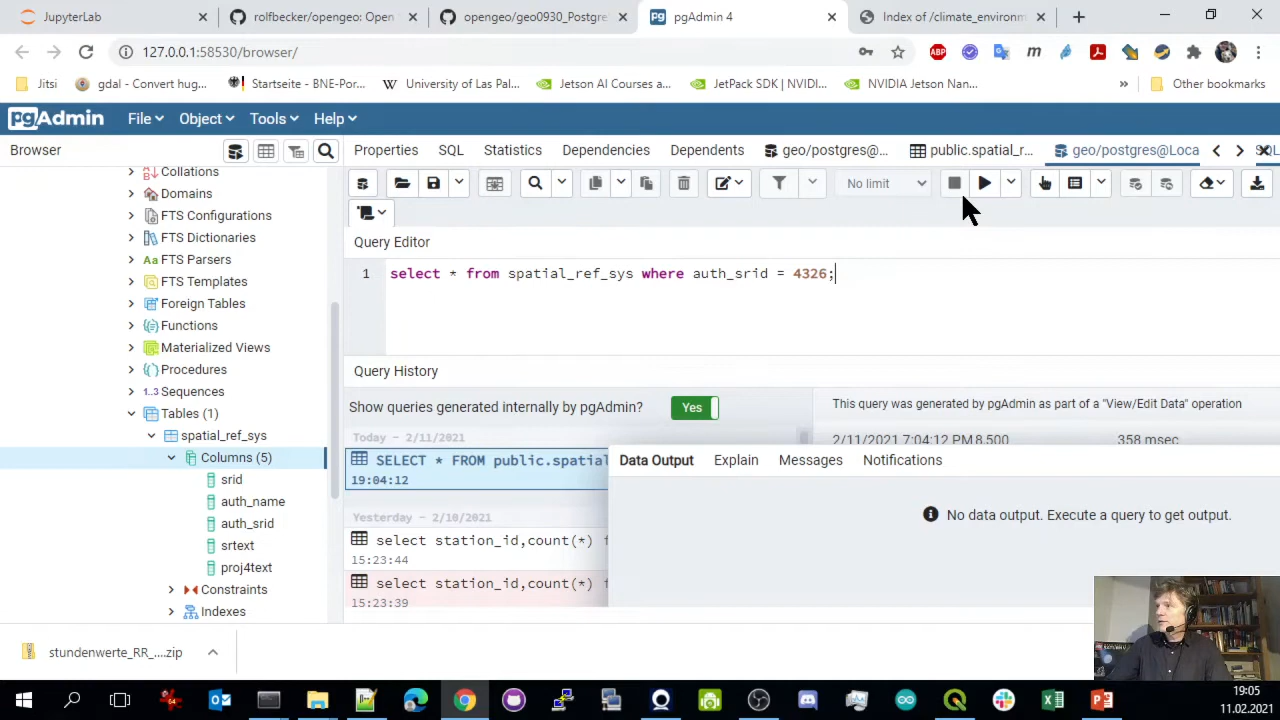 JupyterLab
rolfbecker/opengeo: Open
opengeo/geo0930_Postgre
pgAdmin 4
Index of /climate_environm
127.0.0.1:58530/browser/
Jitsi
gdal - Convert hug...
Startseite - BNE-Por...
University of Las Pal...
Jetson AI Courses a...
JetPack SDK | NVIDI...
NVIDIA Jetson Nan...
»
Other bookmarks
pgAdmin
File
Object
Tools
Help
Browser
Properties
SQL
Statistics
Dependencies
Dependents
geo/postgres@...
public.spatial_r...
geo/postgres@Loca
No limit
Query Editor
1 select * from spatial_ref_sys where auth_srid = 4326;
Collations
Domains
FTS Configurations
FTS Dictionaries
FTS Parsers
FTS Templates
Foreign Tables
Functions
Materialized Views
Procedures
Sequences
Tables (1)
spatial_ref_sys
Columns (5)
srid
auth_name
auth_srid
srtext
proj4text
Constraints
Indexes
Query History
Show queries generated internally by pgAdmin?
Yes
Today - 2/11/2021
SELECT * FROM public.spatial
19:04:12
Yesterday - 2/10/2021
select station_id,count(*) f
15:23:44
select station_id,count(*) f
15:23:39
This query was generated by pgAdmin as part of a "View/Edit Data" operation
2/11/2021 7:04:12 PM 8.500
358 msec
Data Output
Explain
Messages
Notifications
No data output. Execute a query to get output.
stundenwerte_RR_....zip
19:05
11.02.2021